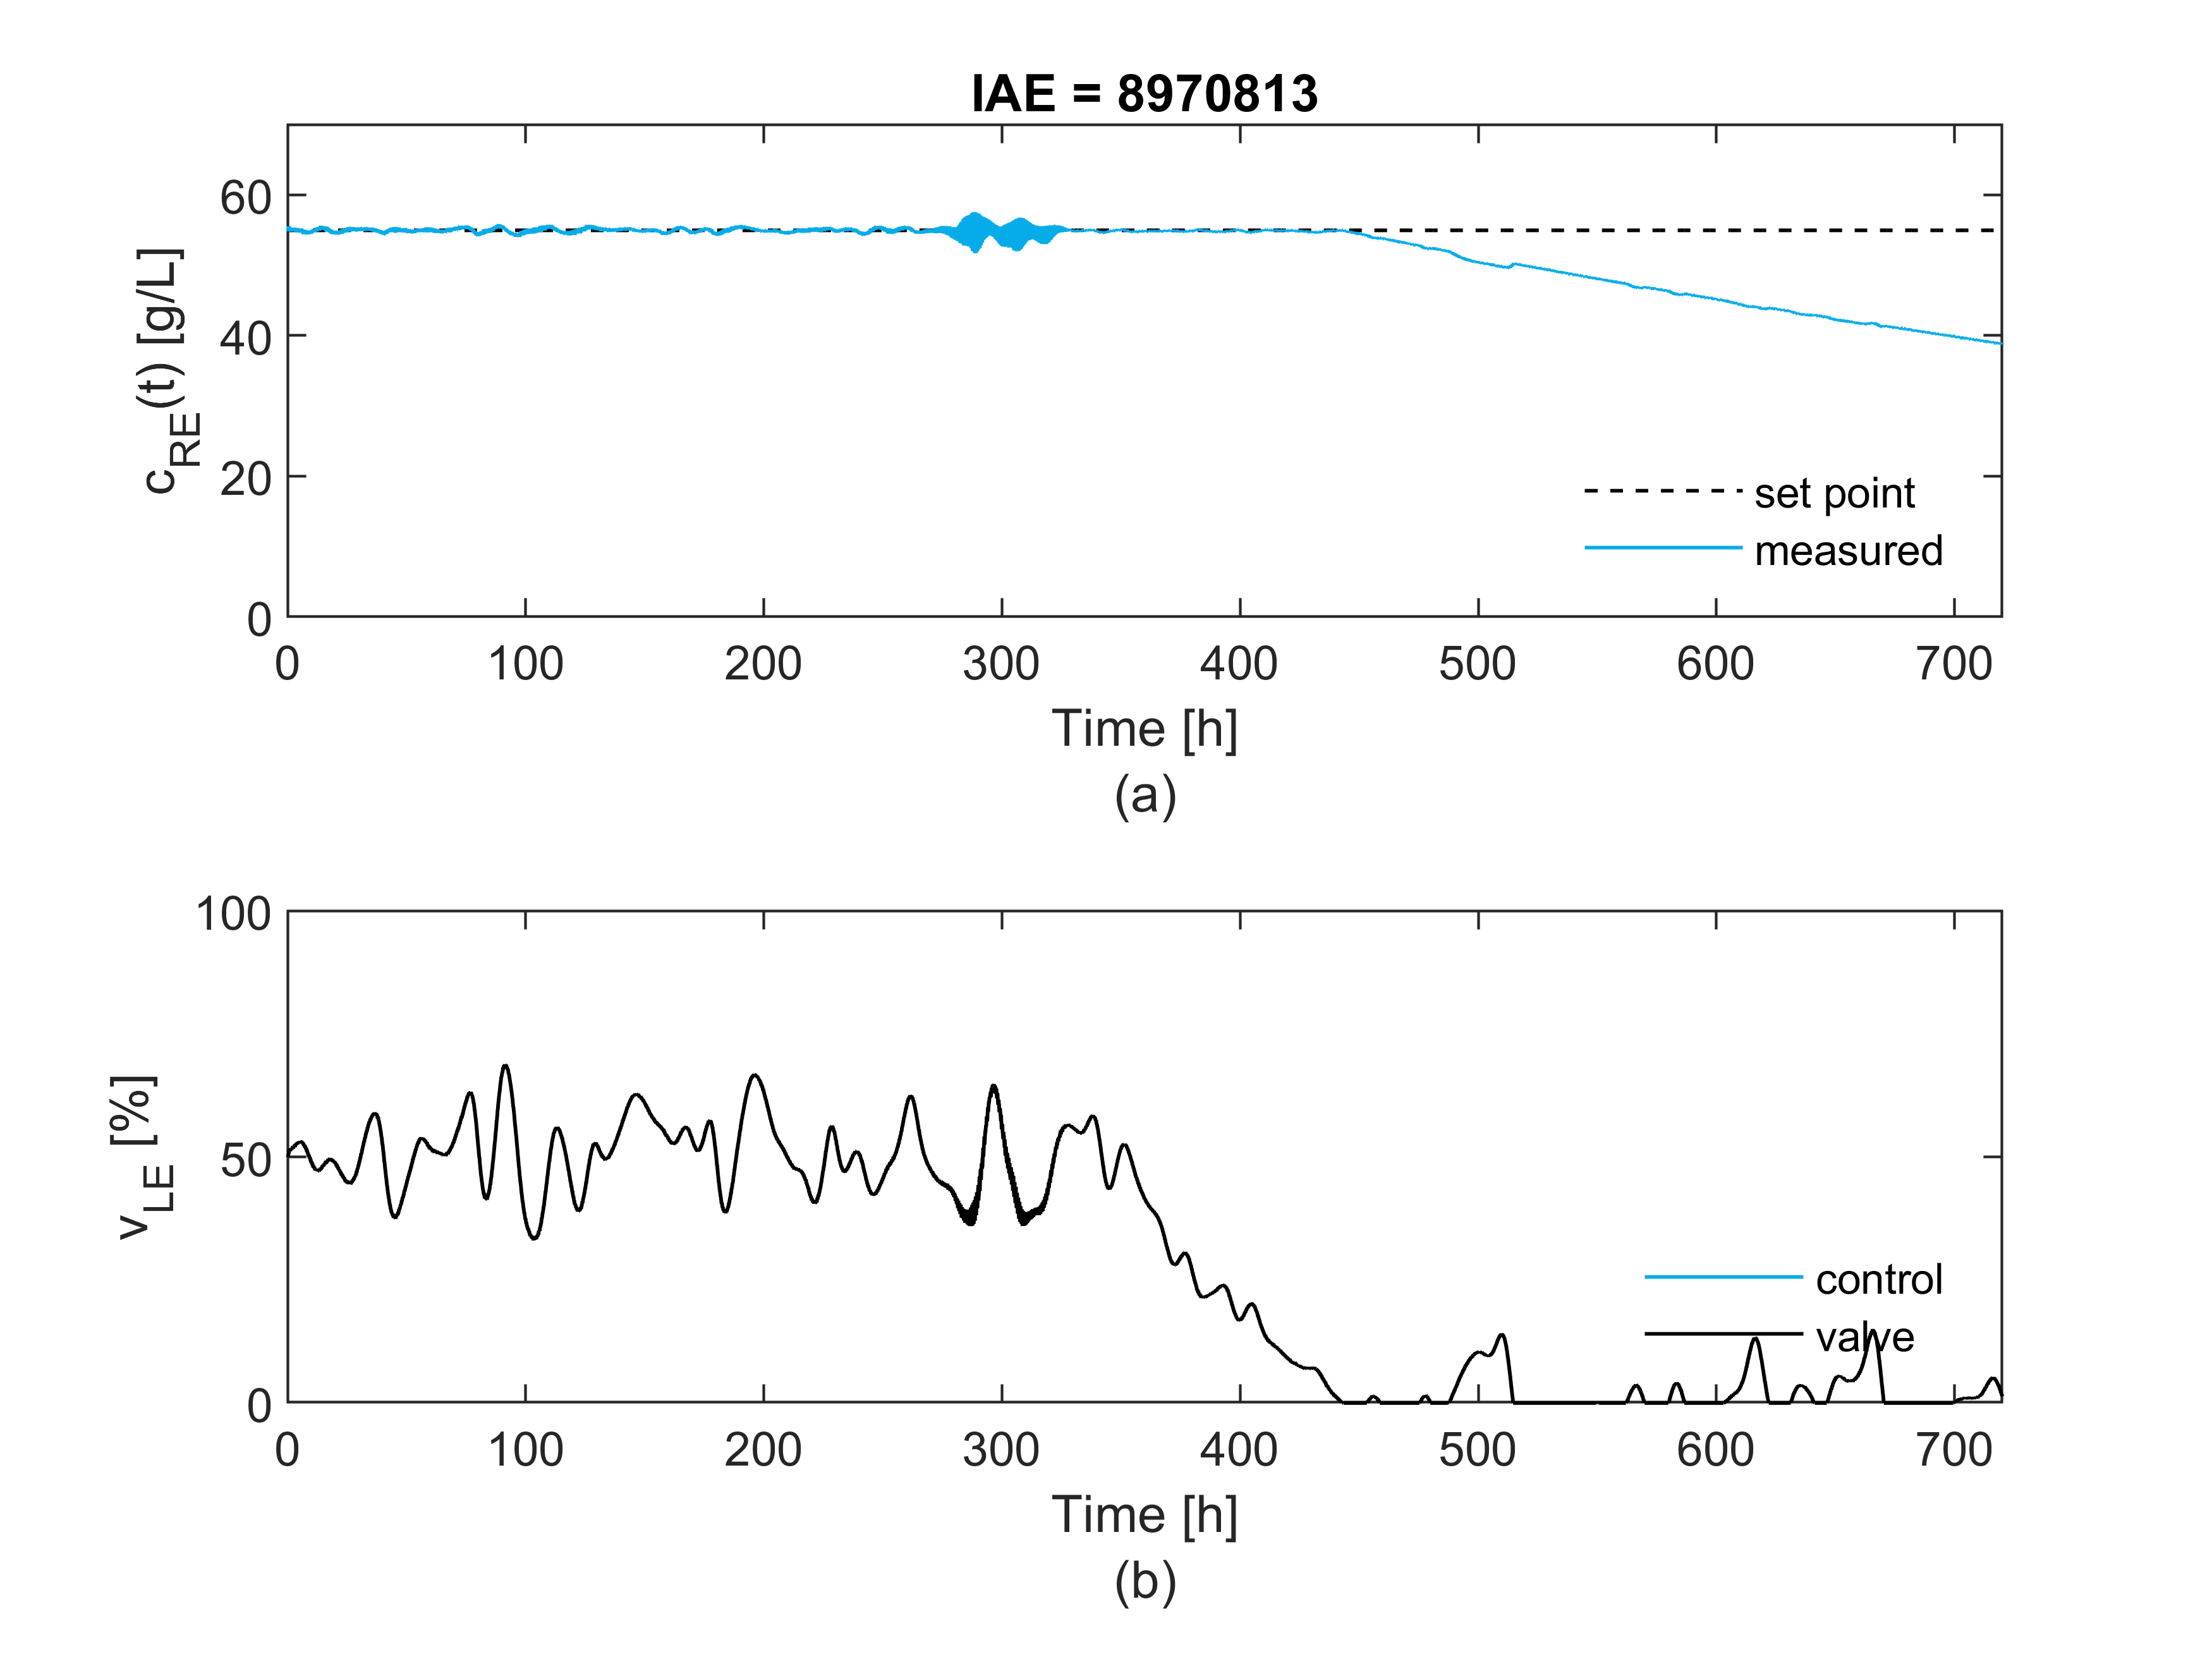 IAE = 8970813
c_RE(t) [g/L]
60
40
20
0
set point
measured
0 100 200 300 400 500 600 700
Time [h]
(a)
v_LE [%]
100
50
0
control
valve
0 100 200 300 400 500 600 700
Time [h]
(b)